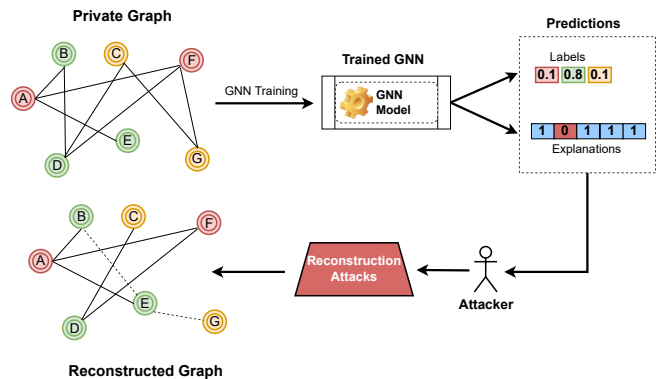 Private Graph
B
C
F
A
D
E
G
GNN Training
Trained GNN
GNN
Model
Predictions
Labels
0.1 0.8 0.1
1 0 1 1 1
Explanations
B
C
F
A
E
D
G
Reconstruction
Attacks
Attacker
Reconstructed Graph